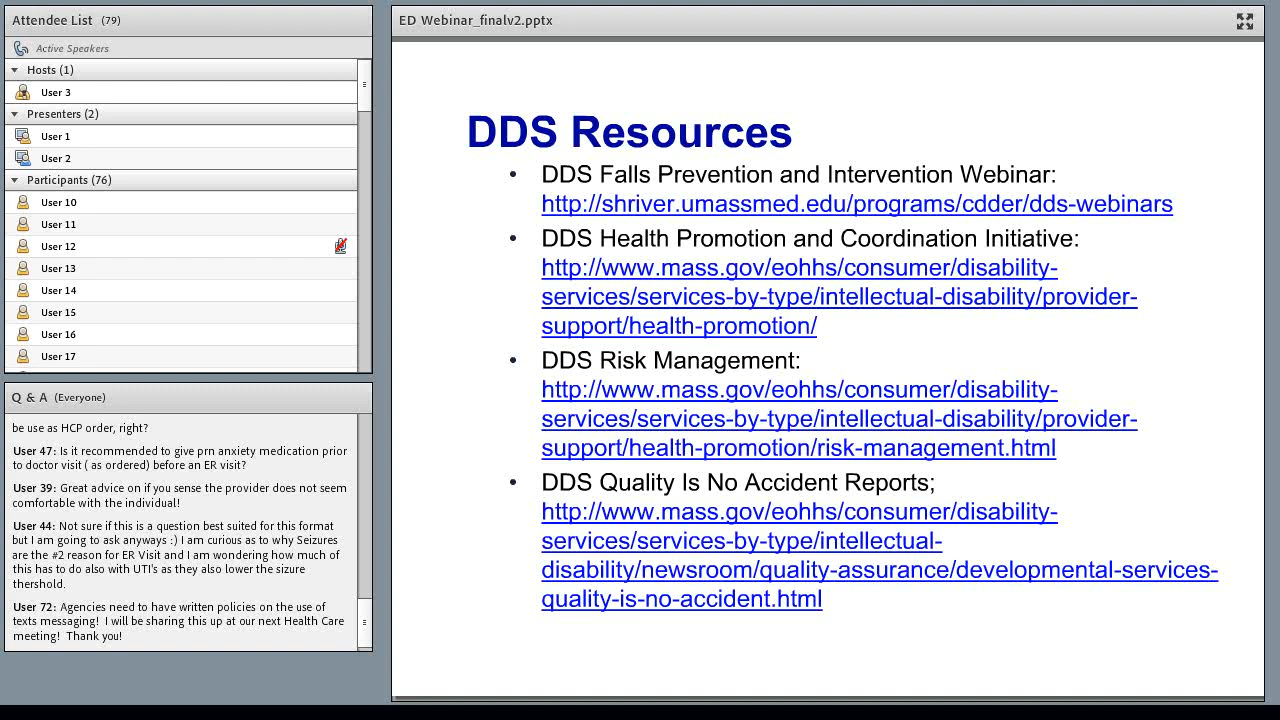 Attendee List (79)
Active Speakers
Hosts (1)
User 3
Presenters (2)
User 1
User 2
Participants (76)
User 10
User 11
User 12
User 13
User 14
User 15
User 16
User 17
Q & A (Everyone)
be use as HCP order, right?
User 47: Is it recommended to give prn anxiety medication prior
to doctor visit ( as ordered) before an ER visit?
User 39: Great advice on if you sense the provider does not seem
comfortable with the individual!
User 44: Not sure if this is a question best suited for this format
but I am going to ask anyways :) I am curious as to why Seizures
are the #2 reason for ER Visit and I am wondering how much of
this has to do also with UTI's as they also lower the sizure
thershold.
User 72: Agencies need to have written policies on the use of
texts messaging! I will be sharing this up at our next Health Care
meeting! Thank you!
ED Webinar_finalv2.pptx
DDS Resources
• DDS Falls Prevention and Intervention Webinar:
http://shriver.umassmed.edu/programs/cdder/dds-webinars
• DDS Health Promotion and Coordination Initiative:
http://www.mass.gov/eohhs/consumer/disability-
services/services-by-type/intellectual-disability/provider-
support/health-promotion/
• DDS Risk Management:
http://www.mass.gov/eohhs/consumer/disability-
services/services-by-type/intellectual-disability/provider-
support/health-promotion/risk-management.html
• DDS Quality Is No Accident Reports;
http://www.mass.gov/eohhs/consumer/disability-
services/services-by-type/intellectual-
disability/newsroom/quality-assurance/developmental-services-
quality-is-no-accident.html